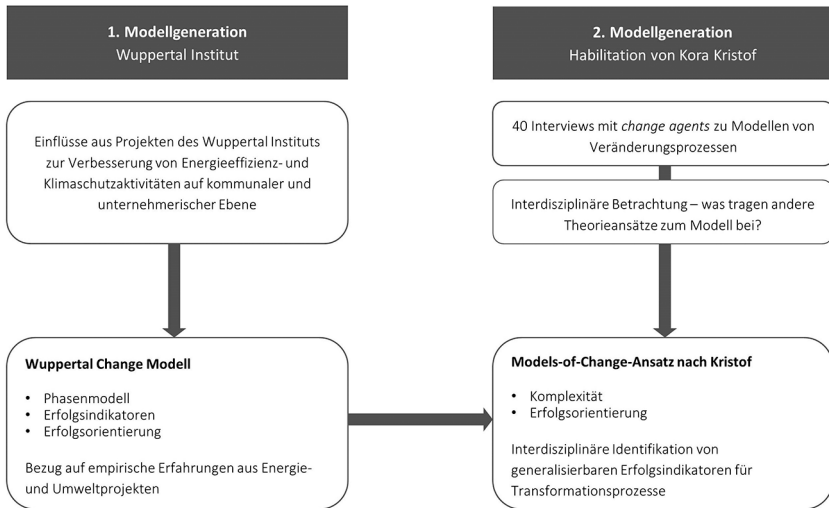 1. Modellgeneration
Wuppertal Institut
Einflüsse aus Projekten des Wuppertal Instituts
zur Verbesserung von Energieeffizienz- und
Klimaschutzaktivitäten auf kommunaler und
unternehmerischer Ebene
Wuppertal Change Modell
• Phasenmodell
• Erfolgsindikatoren
• Erfolgsorientierung
Bezug auf empirische Erfahrungen aus Energie-
und Umweltprojekten
2. Modellgeneration
Habilitation von Kora Kristof
40 Interviews mit change agents zu Modellen von
Veränderungsprozessen
Interdisziplinäre Betrachtung – was tragen andere
Theorieansätze zum Modell bei?
Models-of-Change-Ansatz nach Kristof
• Komplexität
• Erfolgsorientierung
Interdisziplinäre Identifikation von
generalisierbaren Erfolgsindikatoren für
Transformationsprozesse